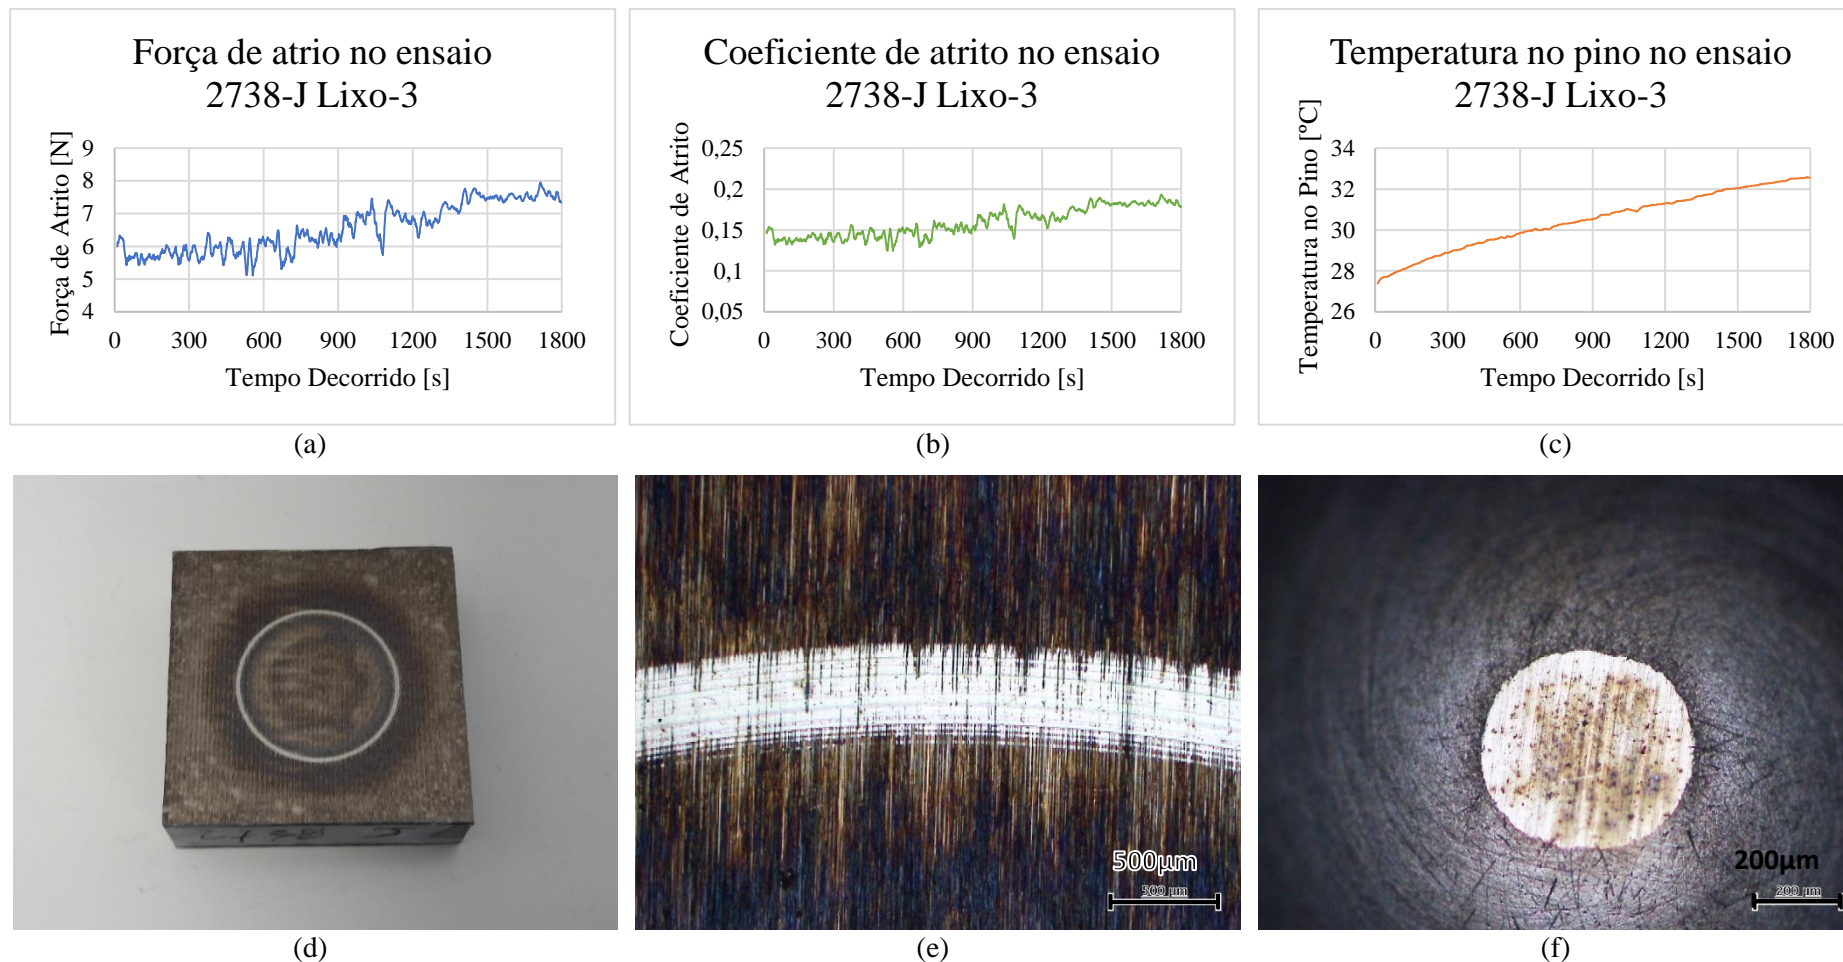 Força de atrio no ensaio
2738-J Lixo-3
Força de Atrito [N]
9
8
7
6
5
4
0 300 600 900 1200 1500 1800
Tempo Decorrido [s]
(a)
Coeficiente de atrito no ensaio
2738-J Lixo-3
Coeficiente de Atrito
0,25
0,2
0,15
0,1
0,05
0 300 600 900 1200 1500 1800
Tempo Decorrido [s]
(b)
Temperatura no pino no ensaio
2738-J Lixo-3
Temperatura no Pino [ºC]
34
32
30
28
26
0 300 600 900 1200 1500 1800
Tempo Decorrido [s]
(c)
(d)
500µm
500 µm
(e)
200µm
200 µm
(f)